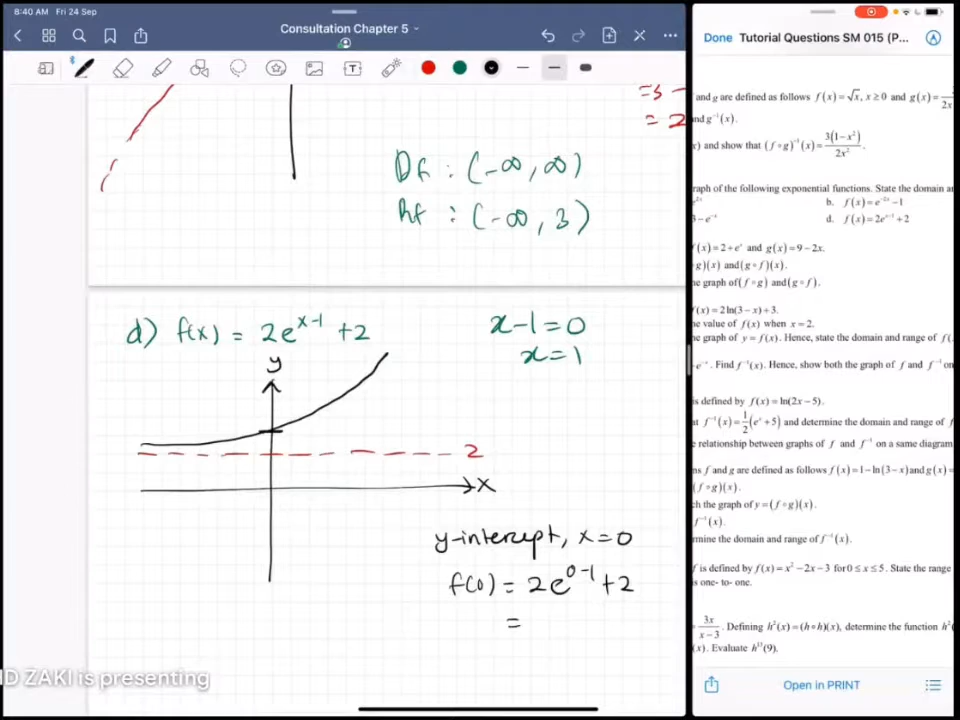 8:40 AM Fri 24 Sep
Consultation Chapter 5
=3 -
= 2
Df : (-∞, ∞)
Rf : (-∞, 3)
d) f(x) = 2e^{x-1} + 2
x-1=0
x=1
y
2
x
y-intercept, x=0
f(0) = 2e^{0-1} + 2
=
D ZAKI is presenting
Done Tutorial Questions SM 015 (P...
and g are defined as follows f(x)=√x, x≥0 and g(x)=
2x
nd g⁻¹(x).
x) and show that (f∘g)⁻¹(x)= 3(1-x²)/2x².
raph of the following exponential functions. State the domain a
b. f(x)=e^{-2x}-1
3-e^{-x}
d. f(x)=2e^{x-1}+2
f(x)=2+eˣ and g(x)=9-2x.
g)(x) and (g∘f)(x).
e graph of (f∘g) and (g∘f).
f(x)=2ln(3-x)+3.
he value of f(x) when x=2.
he graph of y=f(x). Hence, state the domain and range of f(
Find f⁻¹(x). Hence, show both the graph of f and f⁻¹ on
is defined by f(x)=ln(2x-5).
at f⁻¹(x)=1/2(eˣ+5) and determine the domain and range of f
e relationship between graphs of f and f⁻¹ on a same diagram
ns f and g are defined as follows f(x)=1-ln(3-x) and g(x)=
(f∘g)(x).
ch the graph of y=(f∘g)(x).
f⁻¹(x).
rmine the domain and range of f⁻¹(x).
f is defined by f(x)=x²-2x-3 for 0≤x≤5. State the range
s one- to- one.
3x/(x-3). Defining h²(x)=(h∘h)(x), determine the function h²
(x). Evaluate h¹⁵(9).
Open in PRINT